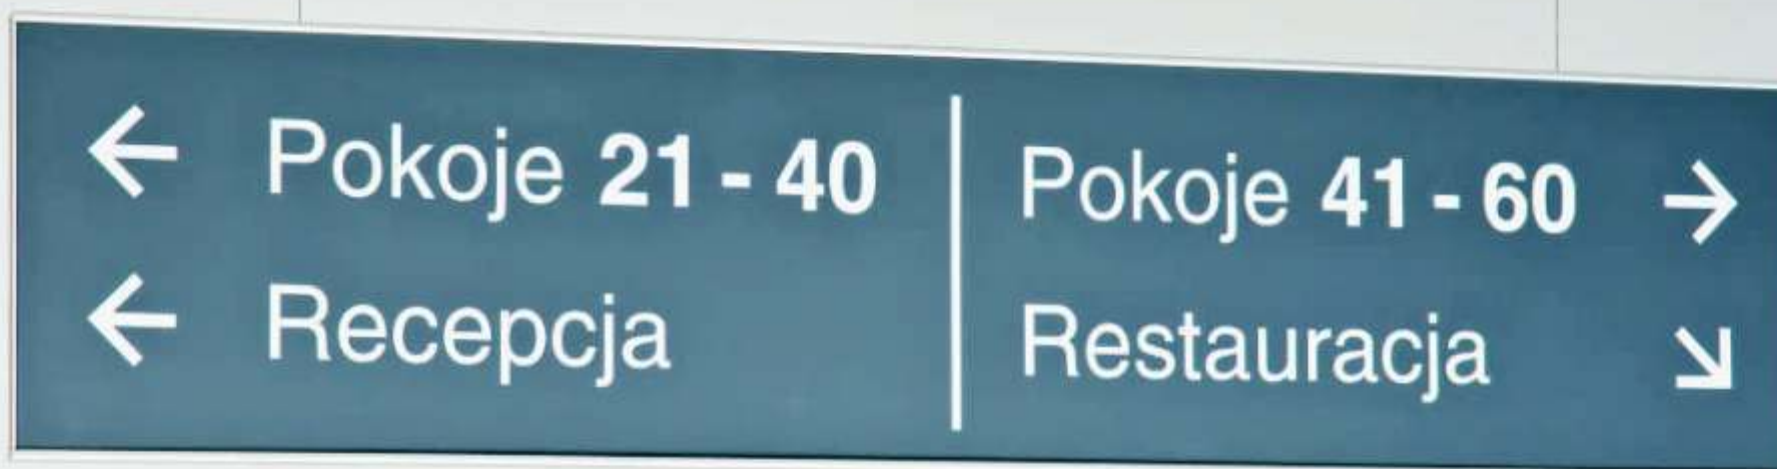 ← Pokoje 21 - 40
← Recepcja
Pokoje 41 - 60 →
Restauracja ↘